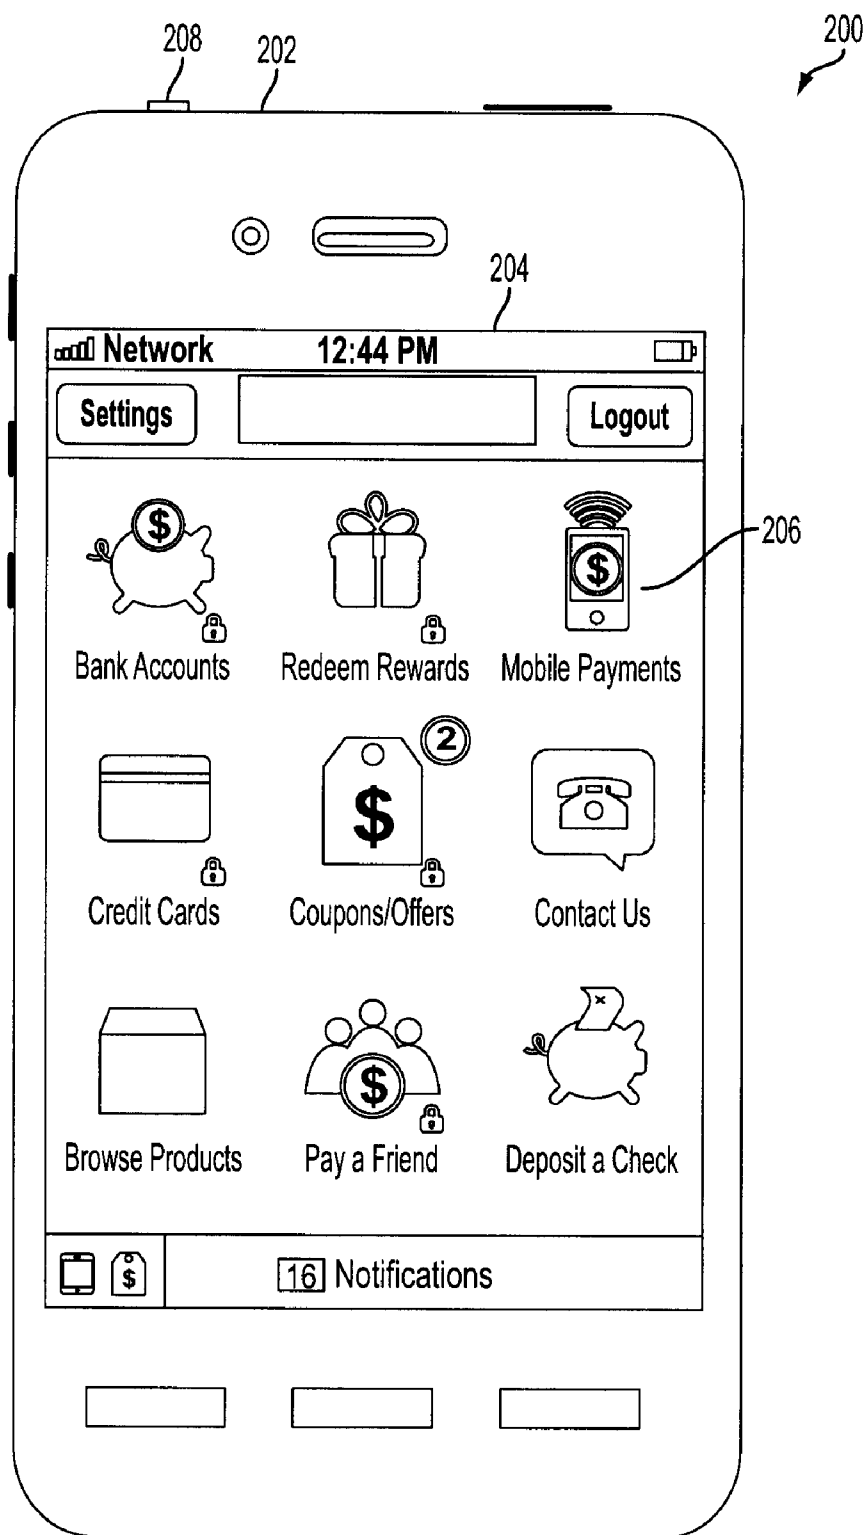 200
208
202
204
Network 12:44 PM
Settings
Logout
$
$
206
Bank Accounts Redeem Rewards Mobile Payments
2
$
Credit Cards Coupons/Offers Contact Us
x
$
Browse Products Pay a Friend Deposit a Check
$
16 Notifications